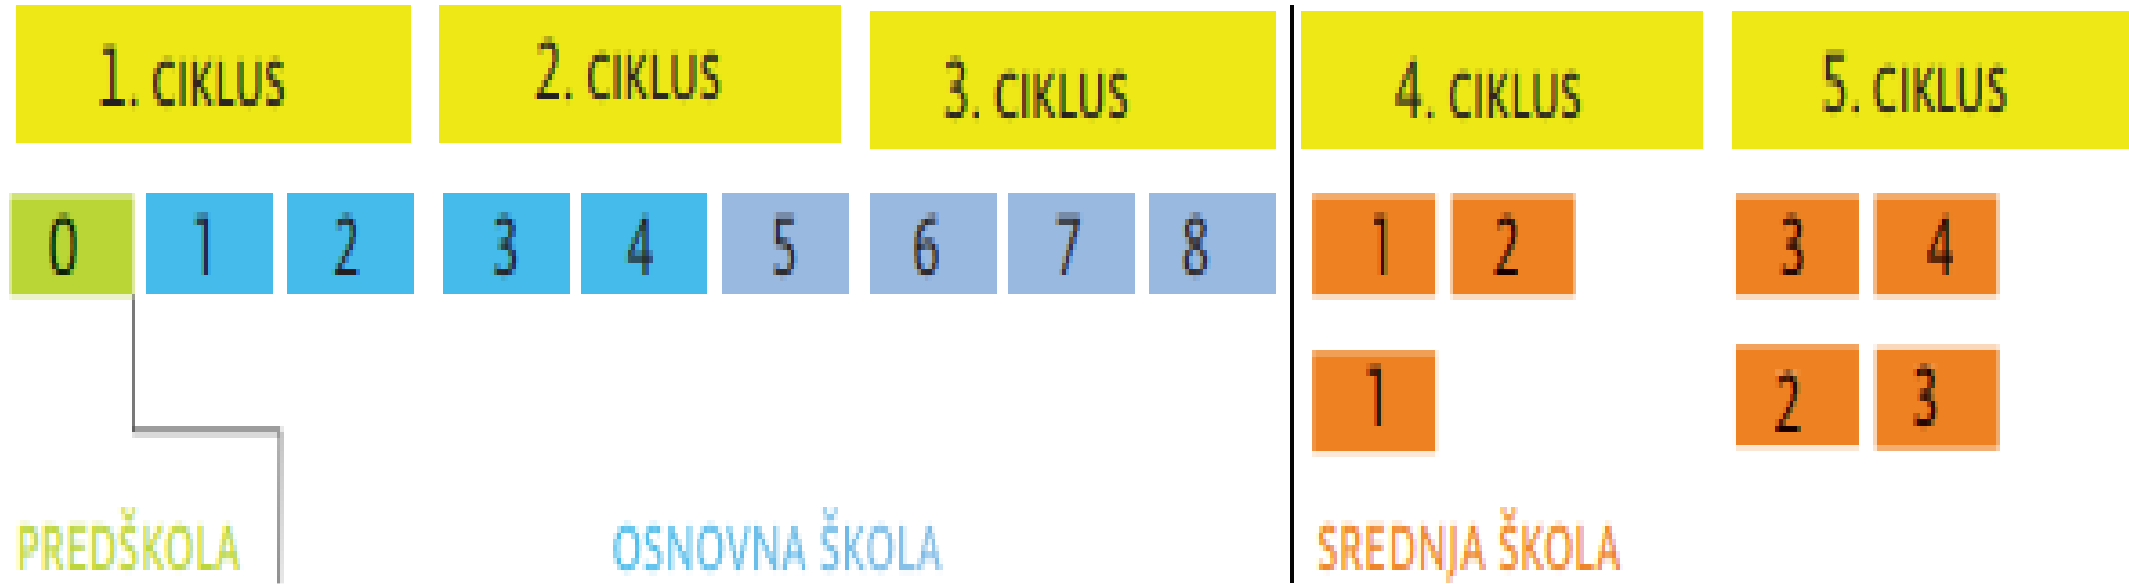 1. CIKLUS 2. CIKLUS 3. CIKLUS 4. CIKLUS 5. CIKLUS
0 1 2 3 4 5 6 7 8 1 2 3 4
1 2 3
PREDŠKOLA OSNOVNA ŠKOLA SREDNJA ŠKOLA